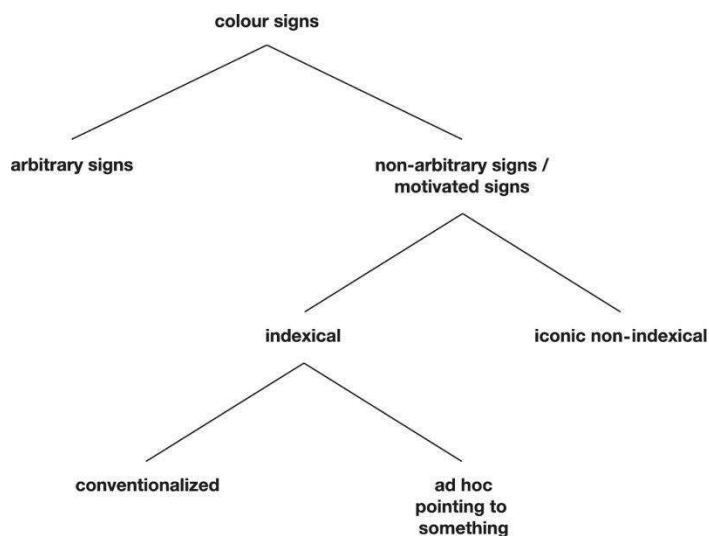 colour signs
arbitrary signs
non-arbitrary signs /
motivated signs
indexical
iconic non-indexical
conventionalized
ad hoc
pointing to
something